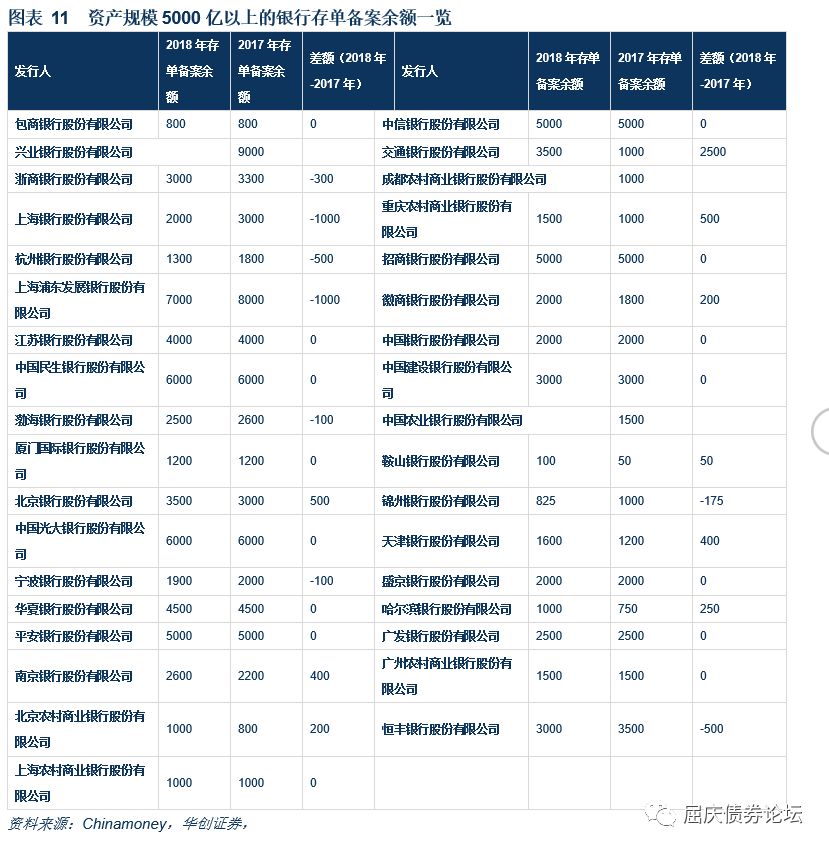 图表 11 资产规模 5000 亿以上的银行存单备案余额一览
发行人 2018 年存单备案余额 2017 年存单备案余额 差额（2018 年-2017 年） 发行人 2018 年存单备案余额 2017 年存单备案余额 差额（2018 年-2017 年）
包商银行股份有限公司 800 800 0 中信银行股份有限公司 5000 5000 0
兴业银行股份有限公司 9000 交通银行股份有限公司 3500 1000 2500
浙商银行股份有限公司 3000 3300 -300 成都农村商业银行股份有限公司 1000
上海银行股份有限公司 2000 3000 -1000 重庆农村商业银行股份有限公司 1500 1000 500
杭州银行股份有限公司 1300 1800 -500 招商银行股份有限公司 5000 5000 0
上海浦东发展银行股份有限公司 7000 8000 -1000 徽商银行股份有限公司 2000 1800 200
江苏银行股份有限公司 4000 4000 0 中国银行股份有限公司 2000 2000 0
中国民生银行股份有限公司 6000 6000 0 中国建设银行股份有限公司 3000 3000 0
渤海银行股份有限公司 2500 2600 -100 中国农业银行股份有限公司 1500
厦门国际银行股份有限公司 1200 1200 0 鞍山银行股份有限公司 100 50 50
北京银行股份有限公司 3500 3000 500 锦州银行股份有限公司 825 1000 -175
中国光大银行股份有限公司 6000 6000 0 天津银行股份有限公司 1600 1200 400
宁波银行股份有限公司 1900 2000 -100 盛京银行股份有限公司 2000 2000 0
华夏银行股份有限公司 4500 4500 0 哈尔滨银行股份有限公司 1000 750 250
平安银行股份有限公司 5000 5000 0 广发银行股份有限公司 2500 2500 0
南京银行股份有限公司 2600 2200 400 广州农村商业银行股份有限公司 1500 1500 0
北京农村商业银行股份有限公司 1000 800 200 恒丰银行股份有限公司 3000 3500 -500
上海农村商业银行股份有限公司 1000 1000 0
资料来源：Chinamoney，华创证券，
屈庆债券论坛